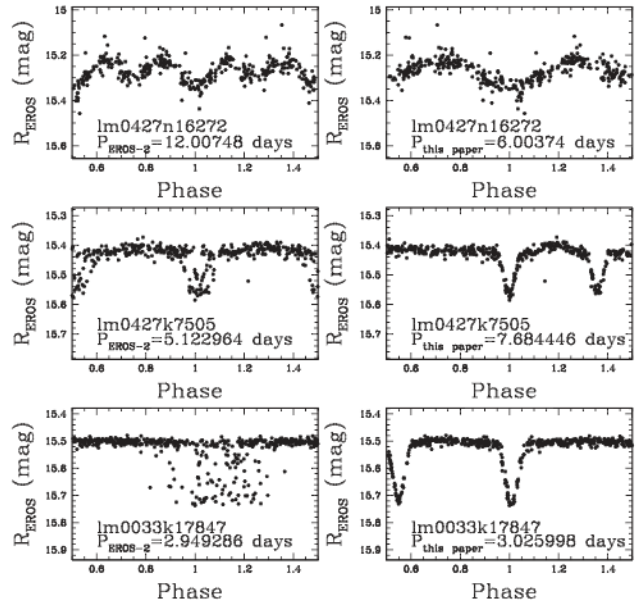 15
15.2
15.4
15.6
R_EROS (mag)
lm0427n16272
P_EROS-2=12.00748 days
0.6 0.8 1 1.2 1.4
Phase
15
15.2
15.4
15.6
R_EROS (mag)
lm0427n16272
P_this paper=6.00374 days
0.6 0.8 1 1.2 1.4
Phase
15.3
15.4
15.5
15.6
15.7
R_EROS (mag)
lm0427k7505
P_EROS-2=5.122964 days
0.6 0.8 1 1.2 1.4
Phase
15.3
15.4
15.5
15.6
15.7
R_EROS (mag)
lm0427k7505
P_this paper=7.684446 days
0.6 0.8 1 1.2 1.4
Phase
15.4
15.5
15.6
15.7
15.8
15.9
R_EROS (mag)
lm0033k17847
P_EROS-2=2.949286 days
0.6 0.8 1 1.2 1.4
Phase
15.4
15.5
15.6
15.7
15.8
15.9
R_EROS (mag)
lm0033k17847
P_this paper=3.025998 days
0.6 0.8 1 1.2 1.4
Phase